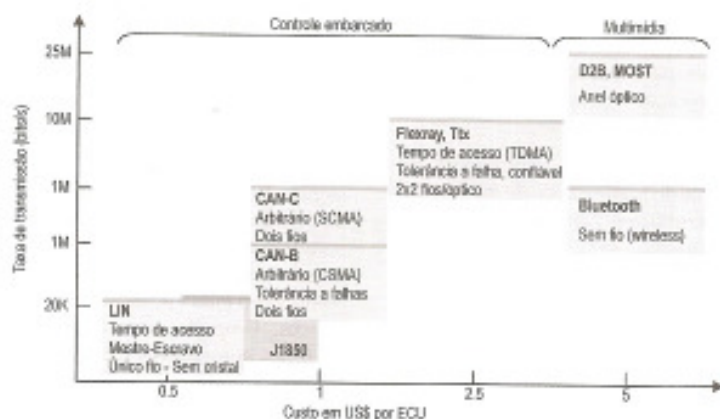 Controle embarcado
Multimídia
Taxa de transmissão (bits/s)
25M
10M
1M
1M
20K
D2B, MOST
Anel óptico
Flexray, Ttx
Tempo de acesso (TDMA)
Tolerância a falha, confiável
2x2 fios/óptico
CAN-C
Arbitrário (SCMA)
Dois fios
Bluetooth
Sem fio (wireless)
CAN-B
Arbitrário (CSMA)
Tolerância a falhas
Dois fios
LIN
Tempo de acesso
Mestre-Escravo
Único fio - Sem cristal
J1850
0.5
1
2.5
5
Custo em US$ por ECU